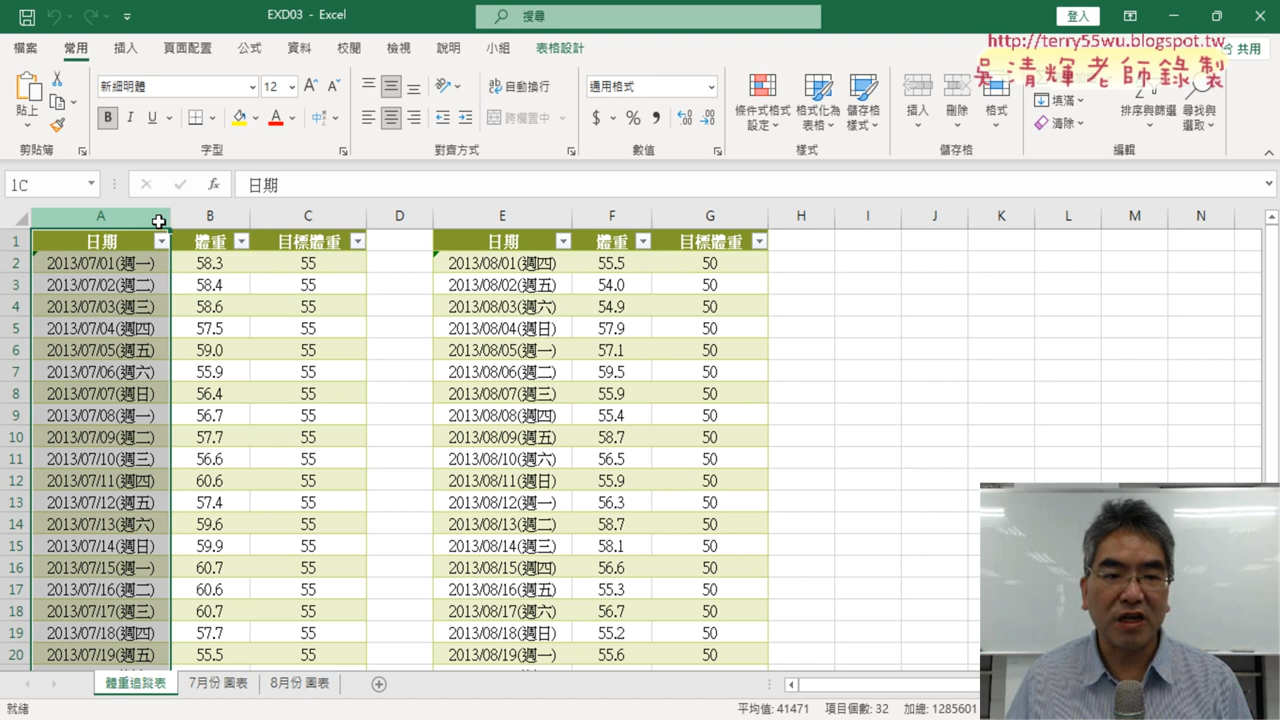 EXD03 - Excel
搜尋
登入
檔案 常用 插入 頁面配置 公式 資料 校閱 檢視 說明 小組 表格設計 共用
http://terry55wu.blogspot.tw
吳清輝老師錄製
貼上
新細明體 12
B I U
自動換行
跨欄置中
通用格式
$ %
條件式格式設定 格式化為表格 儲存格樣式
插入 刪除 格式
填滿
清除
排序與篩選 尋找與選取
剪貼簿 字型 對齊方式 數值 樣式 儲存格 編輯
1C fx 日期
A B C D E F G H I J K L M N
1 日期 體重 目標體重 日期 體重 目標體重
2 2013/07/01(週一) 58.3 55 2013/08/01(週四) 55.5 50
3 2013/07/02(週二) 58.4 55 2013/08/02(週五) 54.0 50
4 2013/07/03(週三) 58.6 55 2013/08/03(週六) 54.9 50
5 2013/07/04(週四) 57.5 55 2013/08/04(週日) 57.9 50
6 2013/07/05(週五) 59.0 55 2013/08/05(週一) 57.1 50
7 2013/07/06(週六) 55.9 55 2013/08/06(週二) 59.5 50
8 2013/07/07(週日) 56.4 55 2013/08/07(週三) 55.9 50
9 2013/07/08(週一) 56.7 55 2013/08/08(週四) 55.4 50
10 2013/07/09(週二) 57.7 55 2013/08/09(週五) 58.7 50
11 2013/07/10(週三) 56.6 55 2013/08/10(週六) 56.5 50
12 2013/07/11(週四) 60.6 55 2013/08/11(週日) 55.9 50
13 2013/07/12(週五) 57.4 55 2013/08/12(週一) 56.3 50
14 2013/07/13(週六) 59.6 55 2013/08/13(週二) 58.7 50
15 2013/07/14(週日) 59.9 55 2013/08/14(週三) 58.1 50
16 2013/07/15(週一) 60.7 55 2013/08/15(週四) 56.6 50
17 2013/07/16(週二) 60.6 55 2013/08/16(週五) 55.3 50
18 2013/07/17(週三) 60.7 55 2013/08/17(週六) 56.7 50
19 2013/07/18(週四) 57.7 55 2013/08/18(週日) 55.2 50
20 2013/07/19(週五) 55.5 55 2013/08/19(週一) 55.6 50
體重追蹤表 7月份 圖表 8月份 圖表
就緒 平均值: 41471 項目個數: 32 加總: 1285601